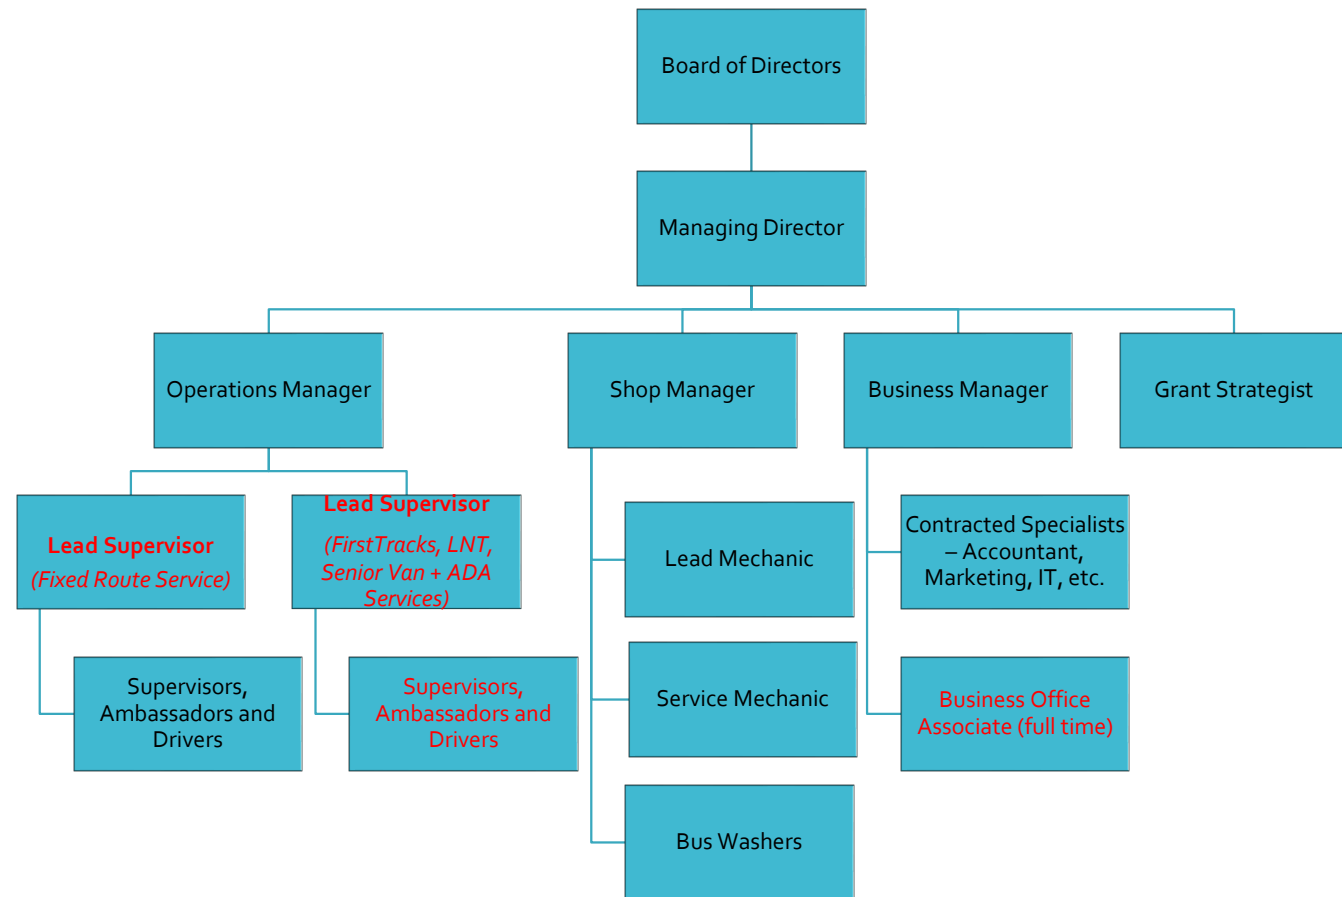 Board of Directors
Managing Director
Operations Manager
Shop Manager
Business Manager
Grant Strategist
Lead Supervisor
(Fixed Route Service)
Lead Supervisor
(FirstTracks, LNT,
Senior Van + ADA
Services)
Lead Mechanic
Contracted Specialists
– Accountant,
Marketing, IT, etc.
Supervisors,
Ambassadors and
Drivers
Supervisors,
Ambassadors and
Drivers
Service Mechanic
Business Office
Associate (full time)
Bus Washers